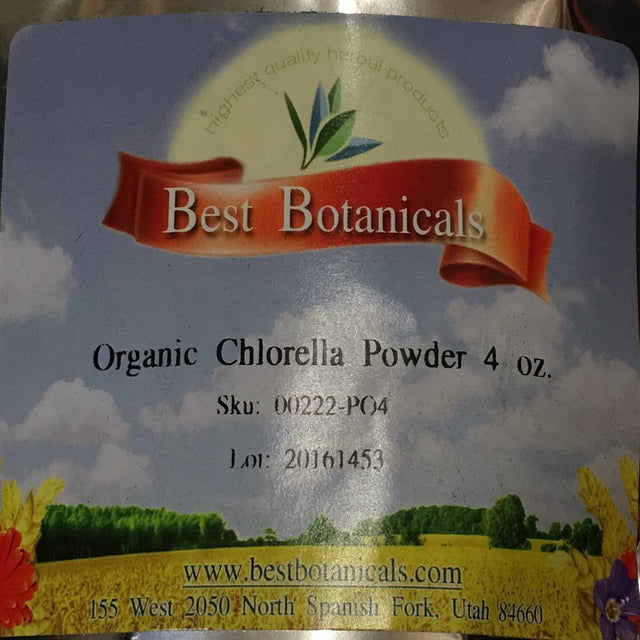 highest quality herbal products
Best Botanicals
Organic Chlorella Powder 4 oz.
Sku: 00222-PO4
Lot: 20161453
www.bestbotanicals.com
155 West 2050 North Spanish Fork, Utah 84660